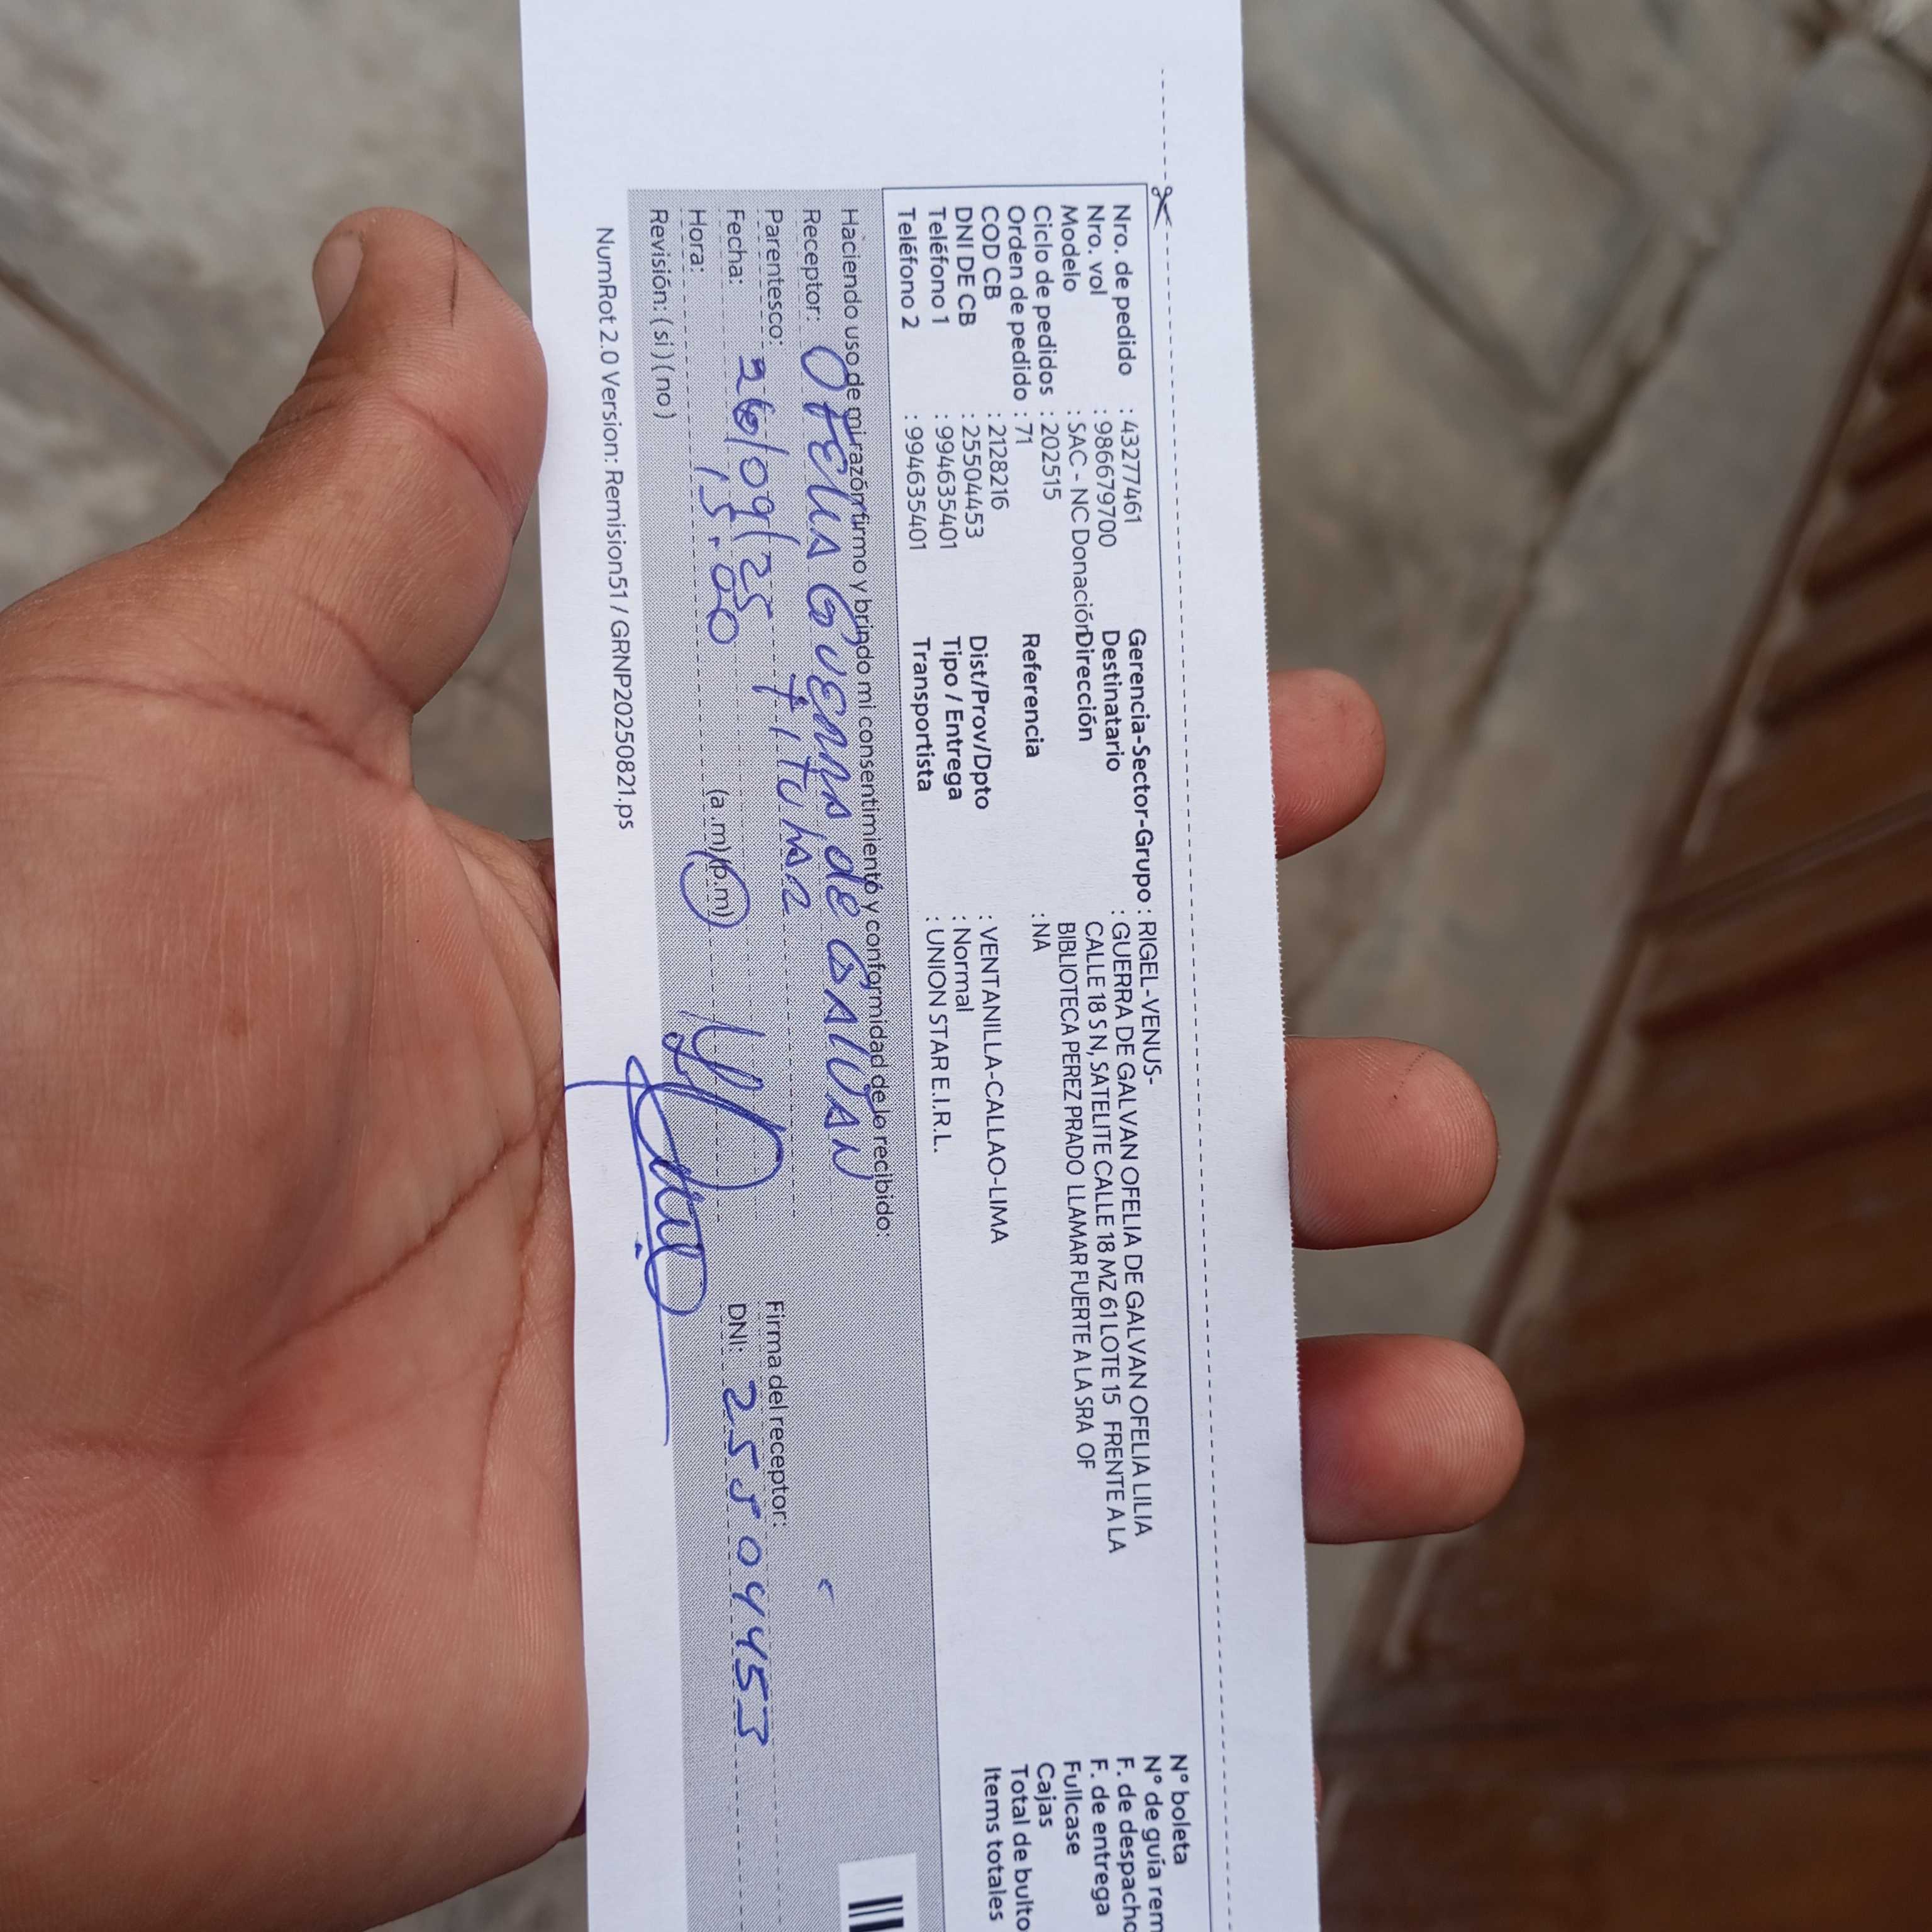 Nro. de pedido : 43277461
Nro. vol : 9866679700
Modelo : SAC - NC Donación
Ciclo de pedidos : 202515
Orden de pedido : 71
COD CB : 2128216
DNI DE CB : 25504453
Teléfono 1 : 994635401
Teléfono 2 : 994635401
Gerencia-Sector-Grupo : RIGEL-VENUS-
Destinatario : GUERRA DE GALVAN OFELIA DE GALVAN OFELIA LILIA
Dirección CALLE 18 S N, SATELITE CALLE 18 MZ 61 LOTE 15 FRENTE A LA
BIBLIOTECA PEREZ PRADO LLAMAR FUERTE A LA SRA OF
Referencia : NA
Dist/Prov/Dpto : VENTANILLA-CALLAO-LIMA
Tipo / Entrega : Normal
Transportista : UNION STAR E.I.R.L.
N° boleta
N° de guía rem
F. de despacho
F. de entrega
Fullcase
Cajas
Total de bulto
Items totales
Haciendo uso de mi razón firmo y brindo mi consentimiento y conformidad de lo recibido:
Receptor: OFELIA GUERRA de GALVAN
Parentesco: titular
Fecha: 26/09/25
Hora: 15:00 (a.m)(p.m)
Revisión: ( si ) ( no )
Firma del receptor:
DNI: 25504453
NumRot 2.0 Version: Remision51 / GRNP20250821.ps